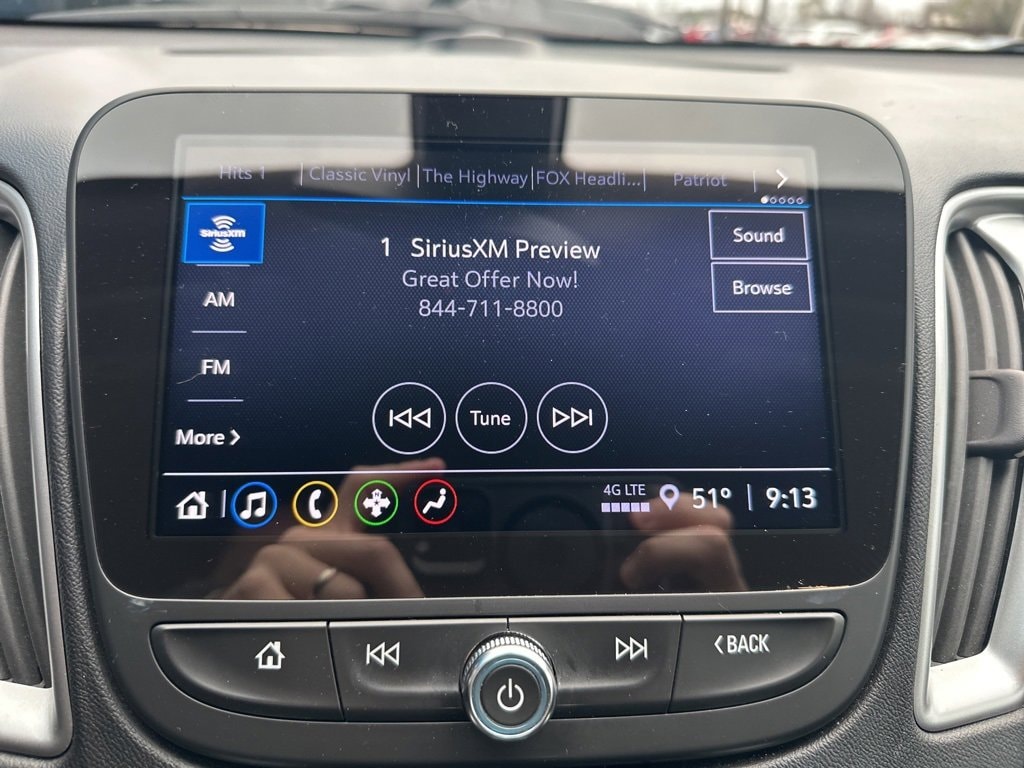 Hits 1 | Classic Vinyl | The Highway | FOX Headli... | Patriot
SiriusXM
1 SiriusXM Preview
Sound
Great Offer Now!
Browse
844-711-8800
AM
FM
Tune
More >
4G LTE
51° | 9:13
<BACK